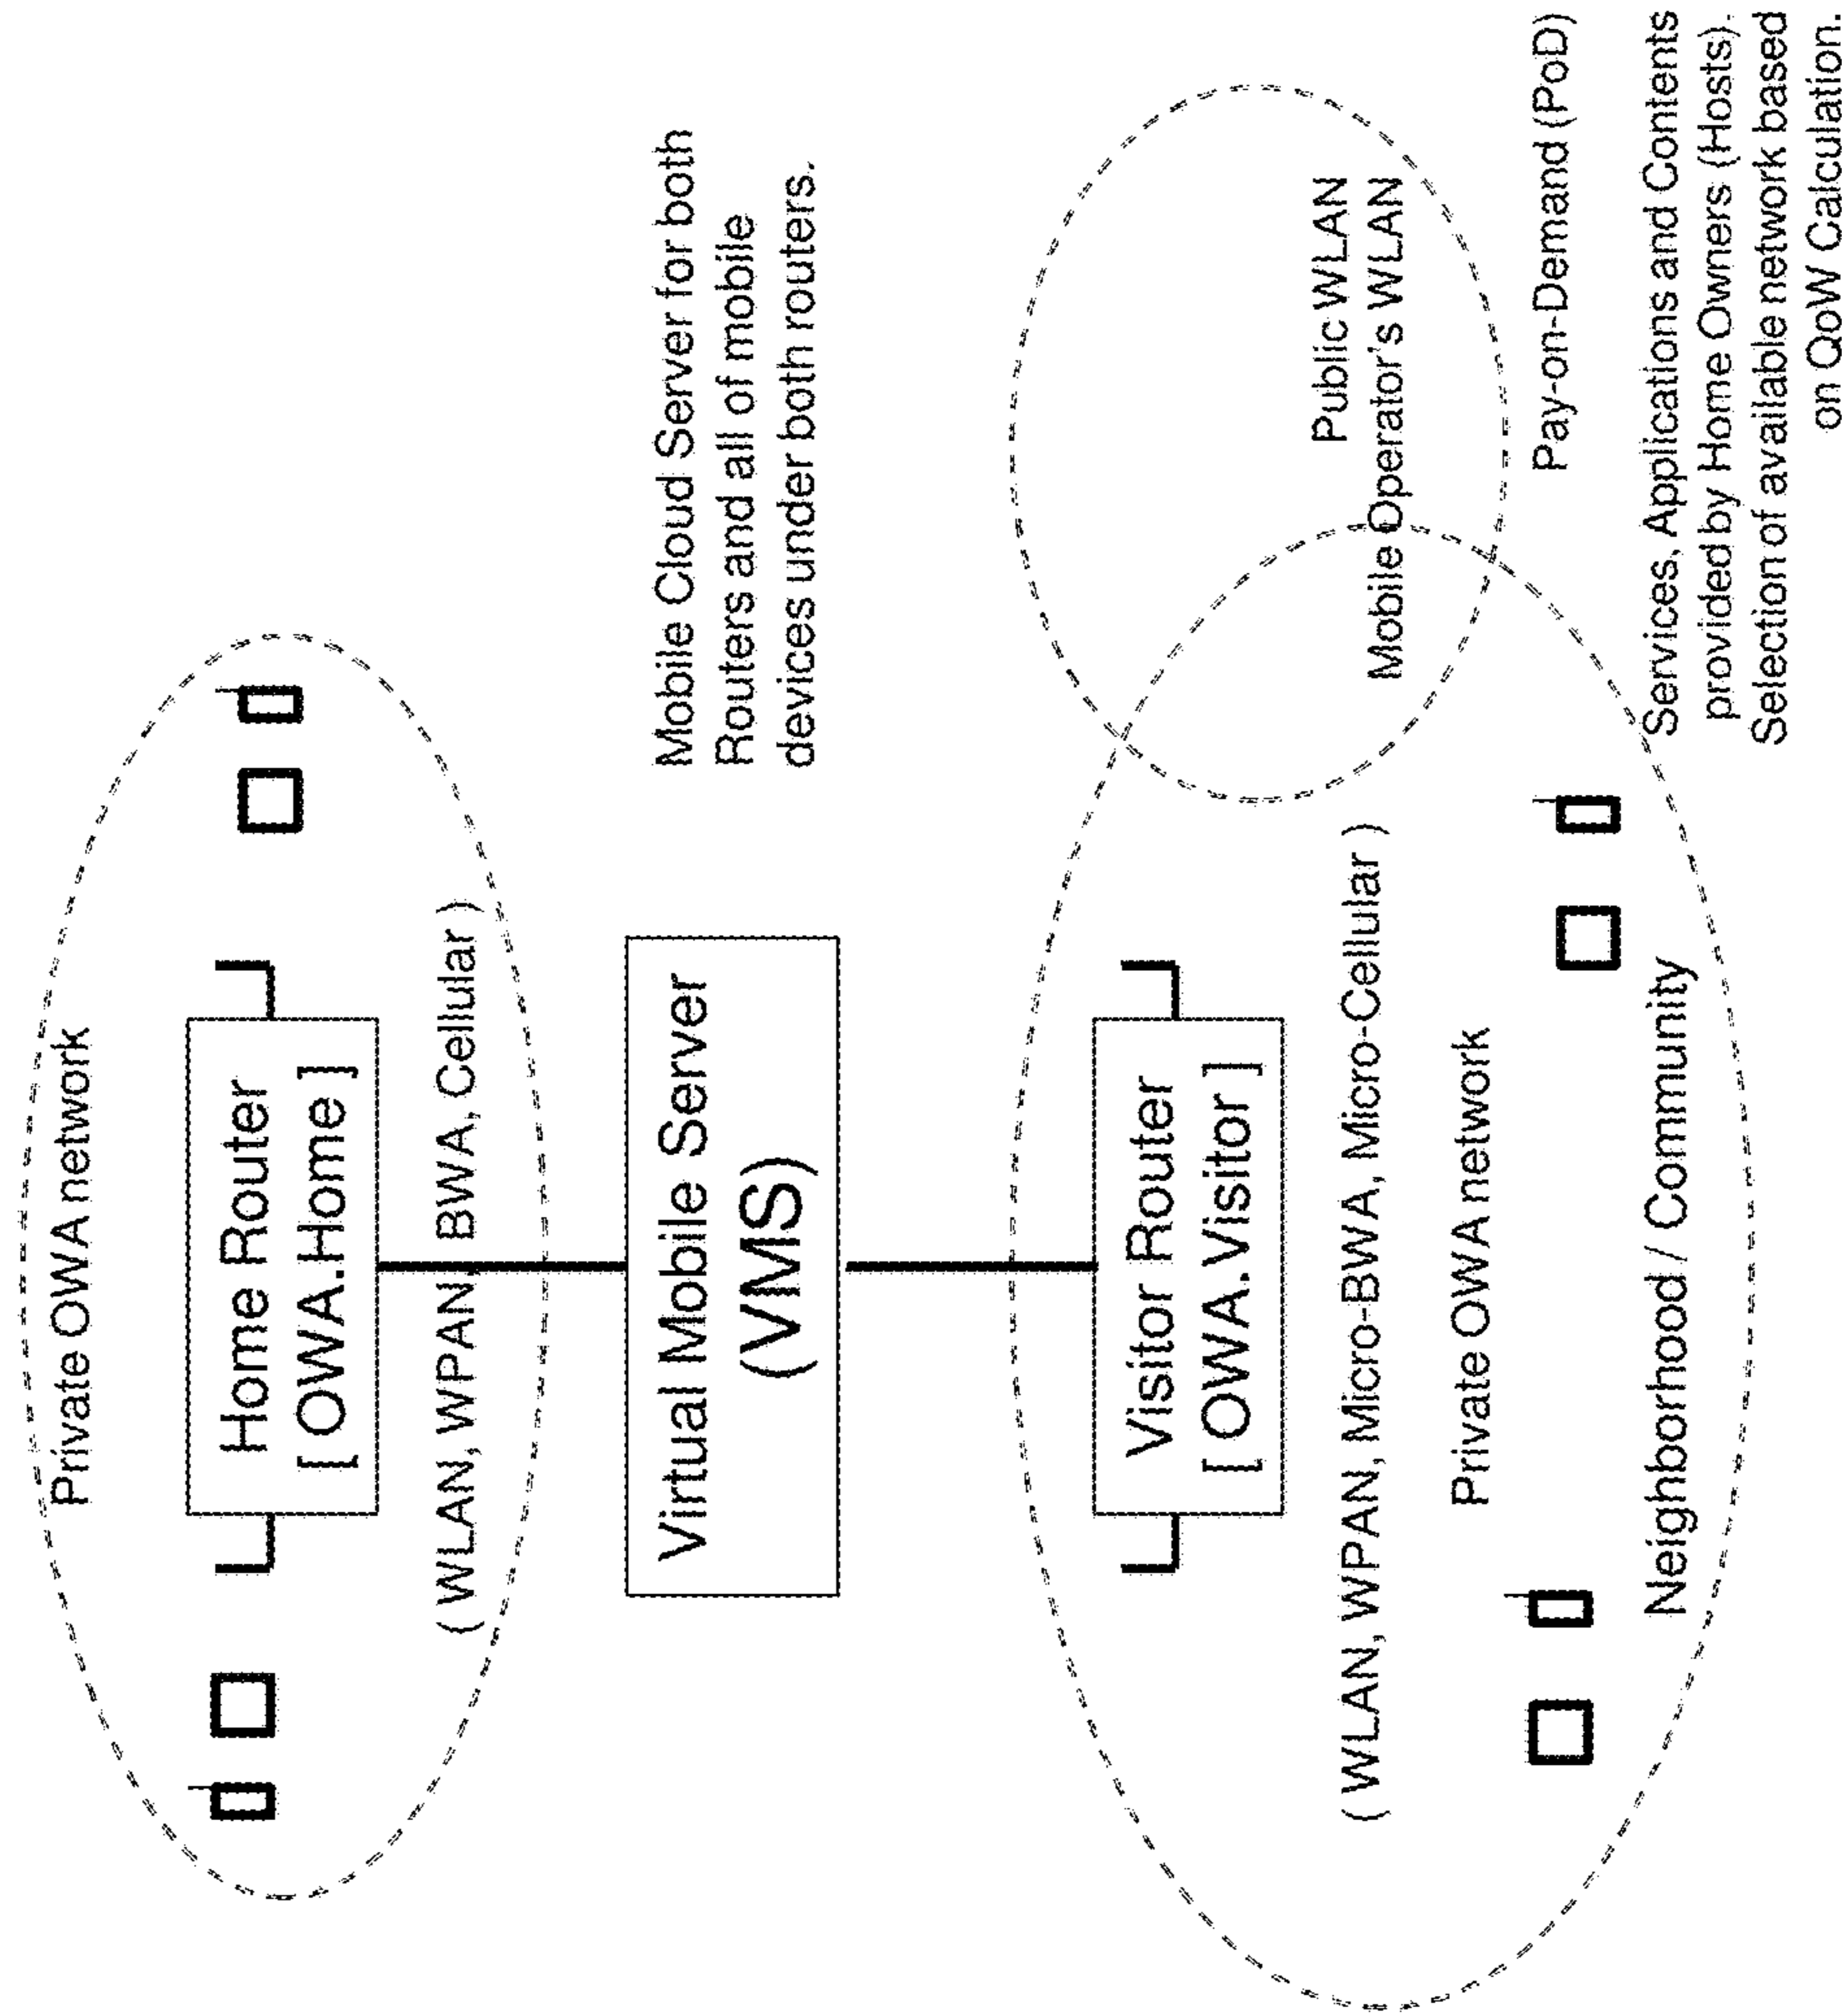 Private OWA network
Home Router
[ OWA.Home ]
( WLAN, WPAN, BWA, Cellular )
Virtual Mobile Server
(VMS)
Mobile Cloud Server for both
Routers and all of mobile
devices under both routers.
Visitor Router
[ OWA.Visitor ]
( WLAN, WPAN, Micro-BWA, Micro-Cellular )
Private OWA network
Neighborhood / Community
Public WLAN
Mobile Operator's WLAN
Pay-on-Demand (PoD)
Services, Applications and Contents
provided by Home Owners (Hosts).
Selection of available network based
on QoW Calculation.